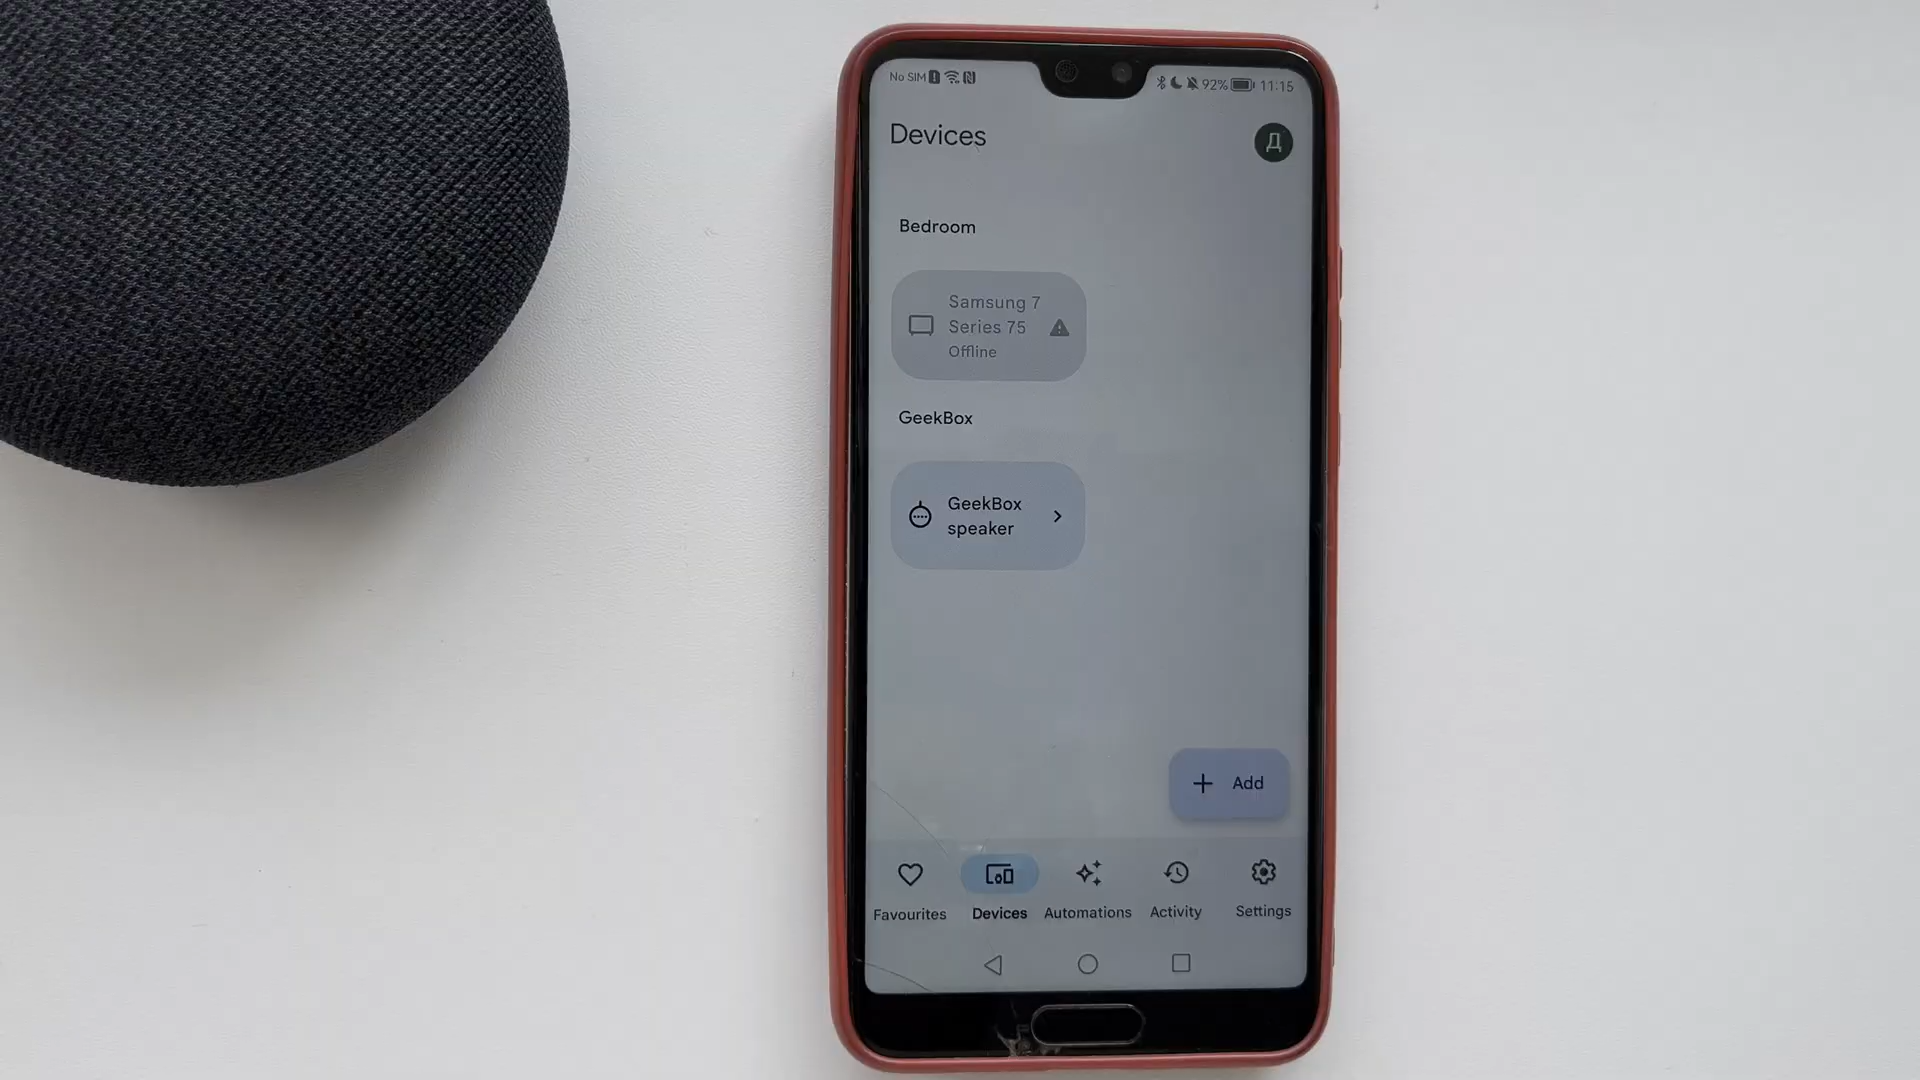 No SIM
92% 11:15
Devices
Д
Bedroom
Samsung 7
Series 75
Offline
GeekBox
GeekBox
speaker
+ Add
Favourites Devices Automations Activity Settings